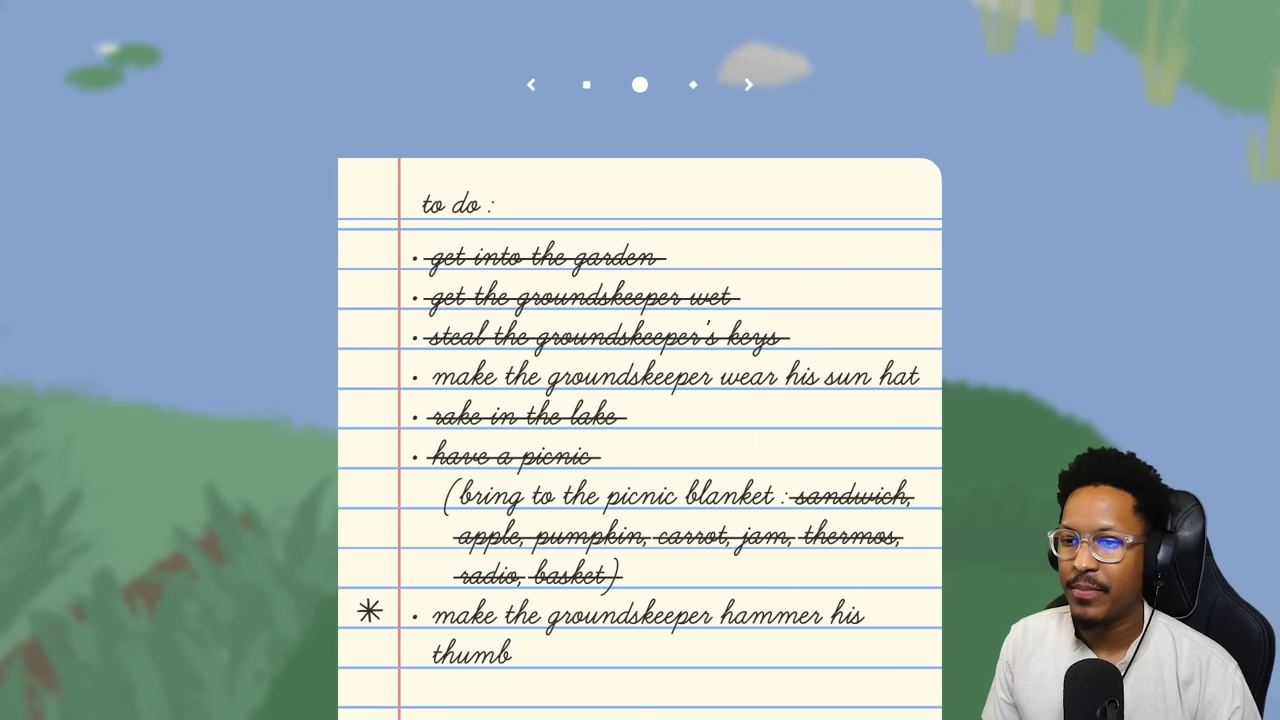 to do :
• get into the garden
• get the groundskeeper wet
• steal the groundskeeper's keys
• make the groundskeeper wear his sun hat
• rake in the lake
• have a picnic
(bring to the picnic blanket : sandwich,
apple, pumpkin, carrot, jam, thermos,
radio, basket)
• make the groundskeeper hammer his
thumb